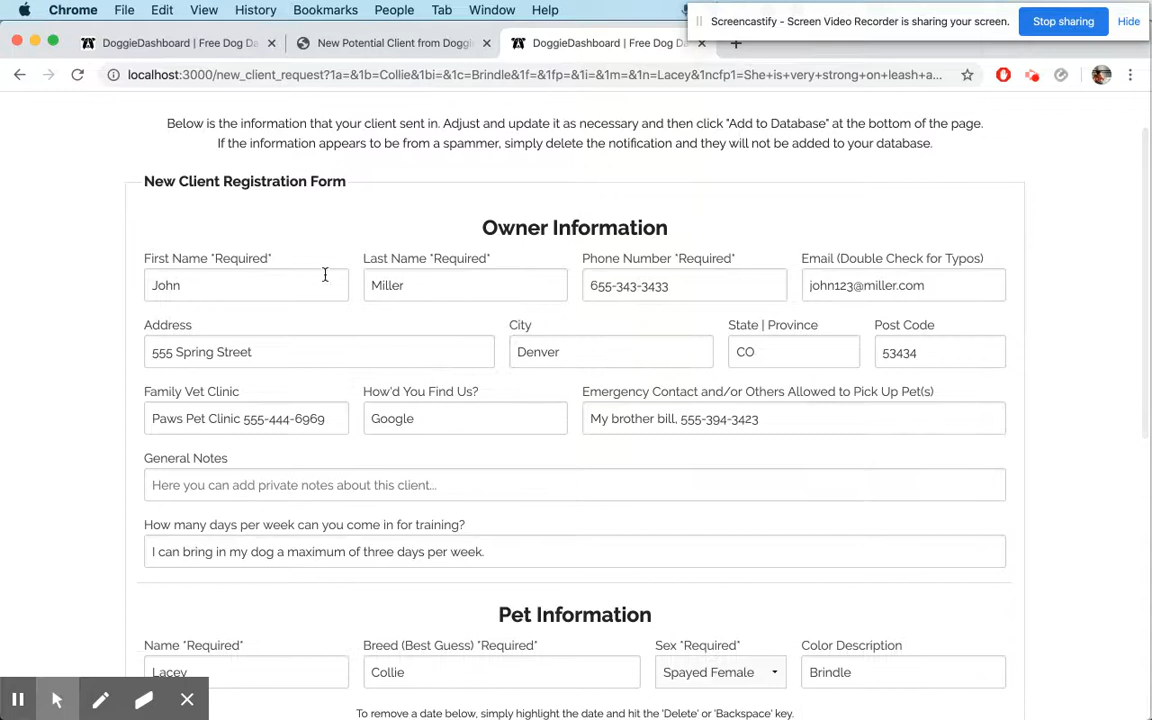 Chrome File Edit View History Bookmarks People Tab Window Help
Screencastify - Screen Video Recorder is sharing your screen. Stop sharing Hide
DoggieDashboard | Free Dog Da New Potential Client from Doggi DoggieDashboard | Free Dog Da
localhost:3000/new_client_request?1a=&1b=Collie&1bi=&1c=Brindle&1f=&1fp=&1i=&1m=&1n=Lacey&1ncfp1=She+is+very+strong+on+leash+a...
Below is the information that your client sent in. Adjust and update it as necessary and then click "Add to Database" at the bottom of the page.
If the information appears to be from a spammer, simply delete the notification and they will not be added to your database.
New Client Registration Form
Owner Information
First Name *Required* Last Name *Required* Phone Number *Required* Email (Double Check for Typos)
John Miller 655-343-3433 john123@miller.com
Address City State | Province Post Code
555 Spring Street Denver CO 53434
Family Vet Clinic How'd You Find Us? Emergency Contact and/or Others Allowed to Pick Up Pet(s)
Paws Pet Clinic 555-444-6969 Google My brother bill, 555-394-3423
General Notes
Here you can add private notes about this client...
How many days per week can you come in for training?
I can bring in my dog a maximum of three days per week.
Pet Information
Name *Required* Breed (Best Guess) *Required* Sex *Required* Color Description
Lacey Collie Spayed Female Brindle
To remove a date below, simply highlight the date and hit the 'Delete' or 'Backspace' key.